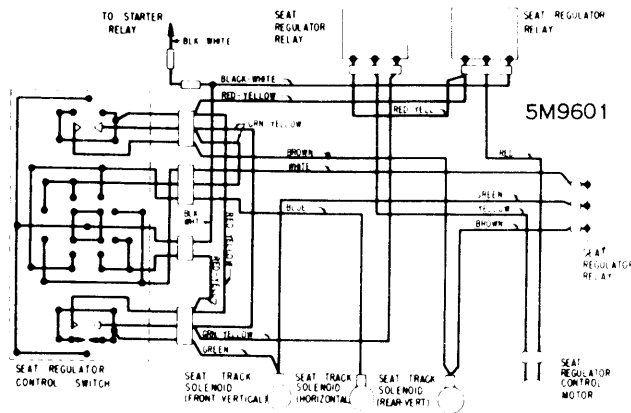 TO STARTER
RELAY
BLK WHITE
SEAT
REGULATOR
RELAY
SEAT REGULATOR
RELAY
BLACK-WHITE
RED-YELLOW
RED-YELL
5M9601
GRN YELLOW
BROWN
WHITE
RED
BLK
WHT
RED YELLOW
BLUE
GREEN
YELLOW
BROWN
SEAT
REGULATOR
RELAY
GRN YELLOW
GREEN
SEAT REGULATOR
CONTROL SWITCH
SEAT TRACK
SOLENOID
(FRONT VERTICAL)
SEAT TRACK
SOLENOID
(HORIZONTAL)
SEAT TRACK
SOLENOID
(REAR-VERT)
SEAT
REGULATOR
CONTROL
MOTOR